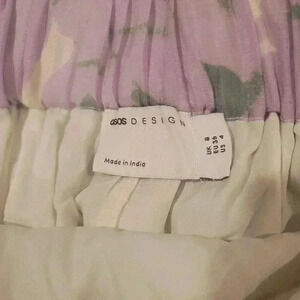 asos DESIGN
Made in India
UK 8
EU 36
US 4